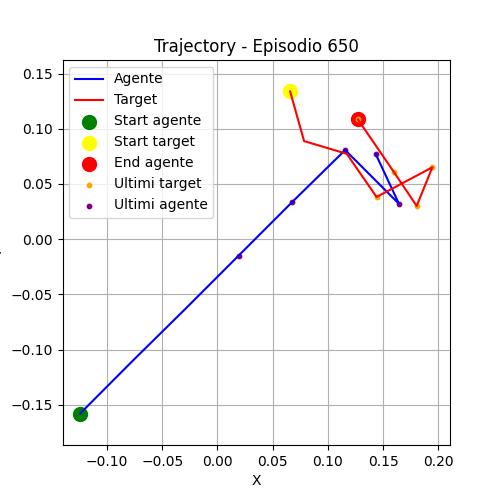 Trajectory - Episodio 650
Agente
Target
Start agente
Start target
End agente
Ultimi target
Ultimi agente
0.15
0.10
0.05
0.00
−0.05
−0.10
−0.15
−0.10
−0.05
0.00
0.05
0.10
0.15
0.20
X